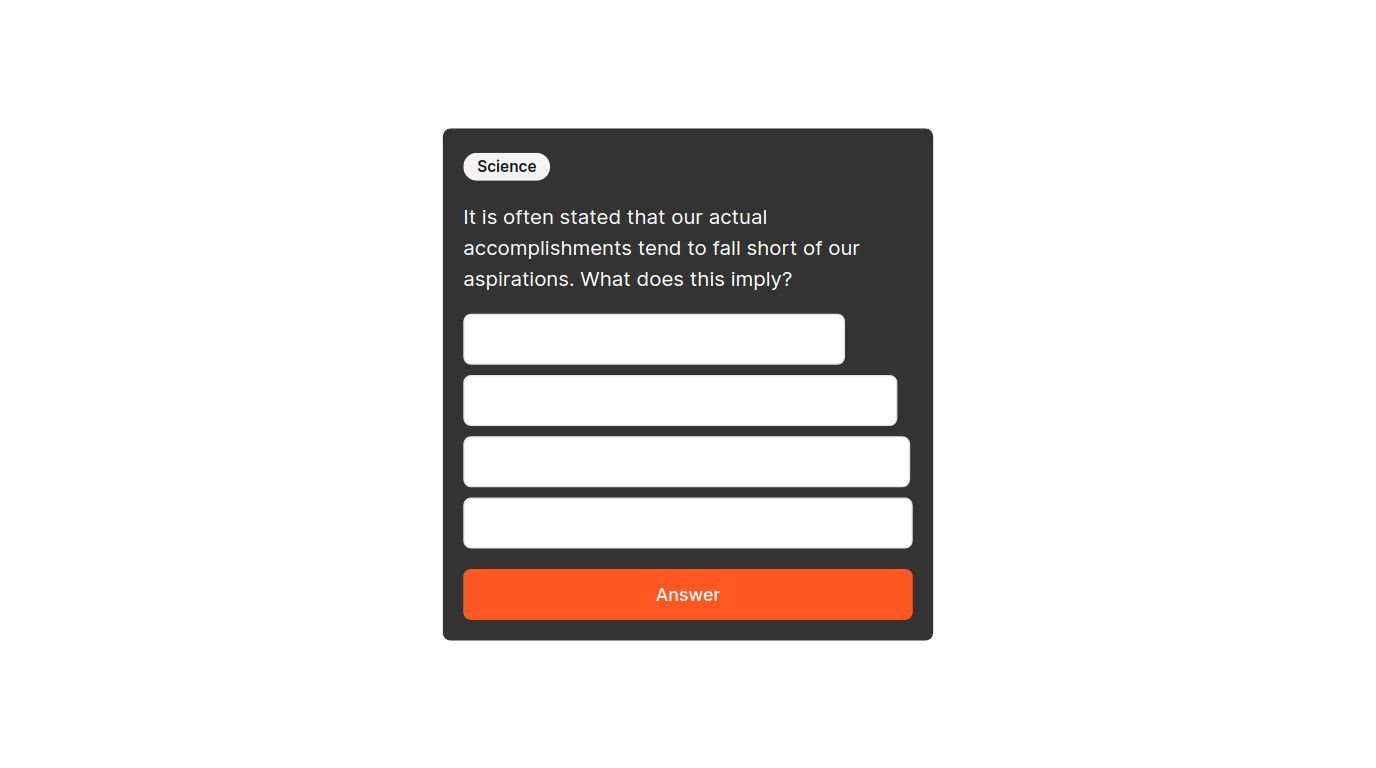 Science
It is often stated that our actual
accomplishments tend to fall short of our
aspirations. What does this imply?
Answer